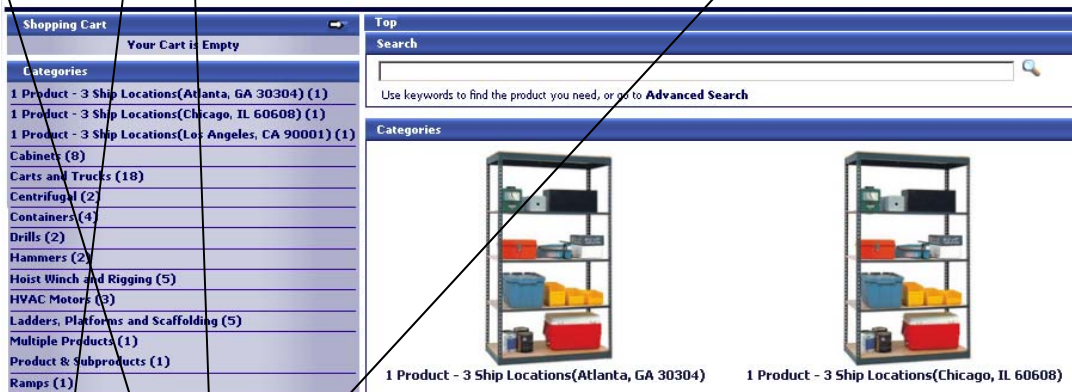 Shopping Cart
Your Cart is Empty
Categories
1 Product - 3 Ship Locations(Atlanta, GA 30304) (1)
1 Product - 3 Ship Locations(Chicago, IL 60608) (1)
1 Product - 3 Ship Locations(Los Angeles, CA 90001) (1)
Cabinets (8)
Carts and Trucks (18)
Centrifugal (2)
Containers (4)
Drills (2)
Hammers (2)
Hoist Winch and Rigging (5)
HVAC Motors (3)
Ladders, Platforms and Scaffolding (5)
Multiple Products (1)
Product & Subproducts (1)
Ramps (1)
Top
Search
Use keywords to find the product you need, or go to Advanced Search
Categories
1 Product - 3 Ship Locations(Atlanta, GA 30304)
1 Product - 3 Ship Locations(Chicago, IL 60608)